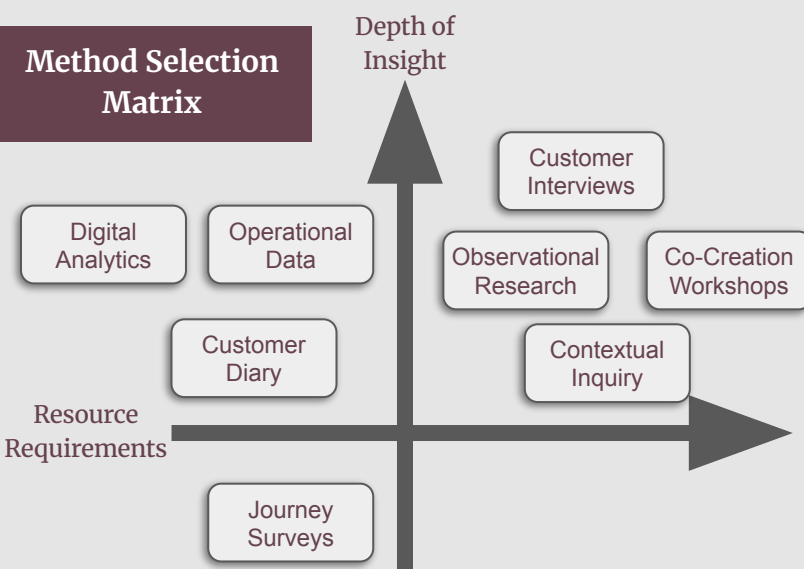 Method Selection
Matrix
Depth of
Insight
Customer
Interviews
Digital
Analytics
Operational
Data
Observational
Research
Co-Creation
Workshops
Customer
Diary
Contextual
Inquiry
Resource
Requirements
Journey
Surveys